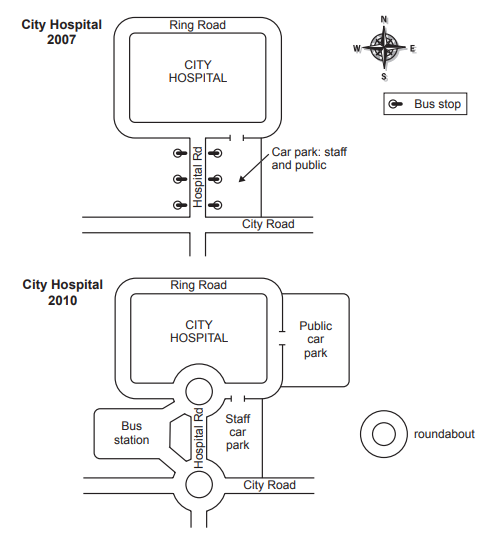 City Hospital
2007
Ring Road
CITY
HOSPITAL
N
W
E
S
Bus stop
Hospital Rd
Car park: staff
and public
City Road
City Hospital
2010
Ring Road
CITY
HOSPITAL
Public
car
park
Bus
station
Hospital Rd
Staff
car
park
roundabout
City Road